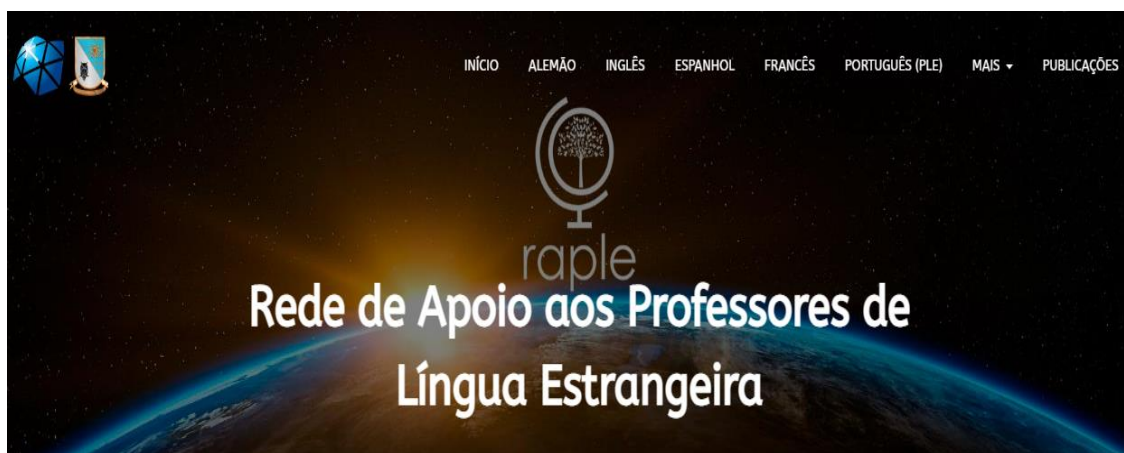 INÍCIO ALEMÃO INGLÊS ESPANHOL FRANCÊS PORTUGUÊS (PLE) MAIS PUBLICAÇÕES
raple
Rede de Apoio aos Professores de
Língua Estrangeira